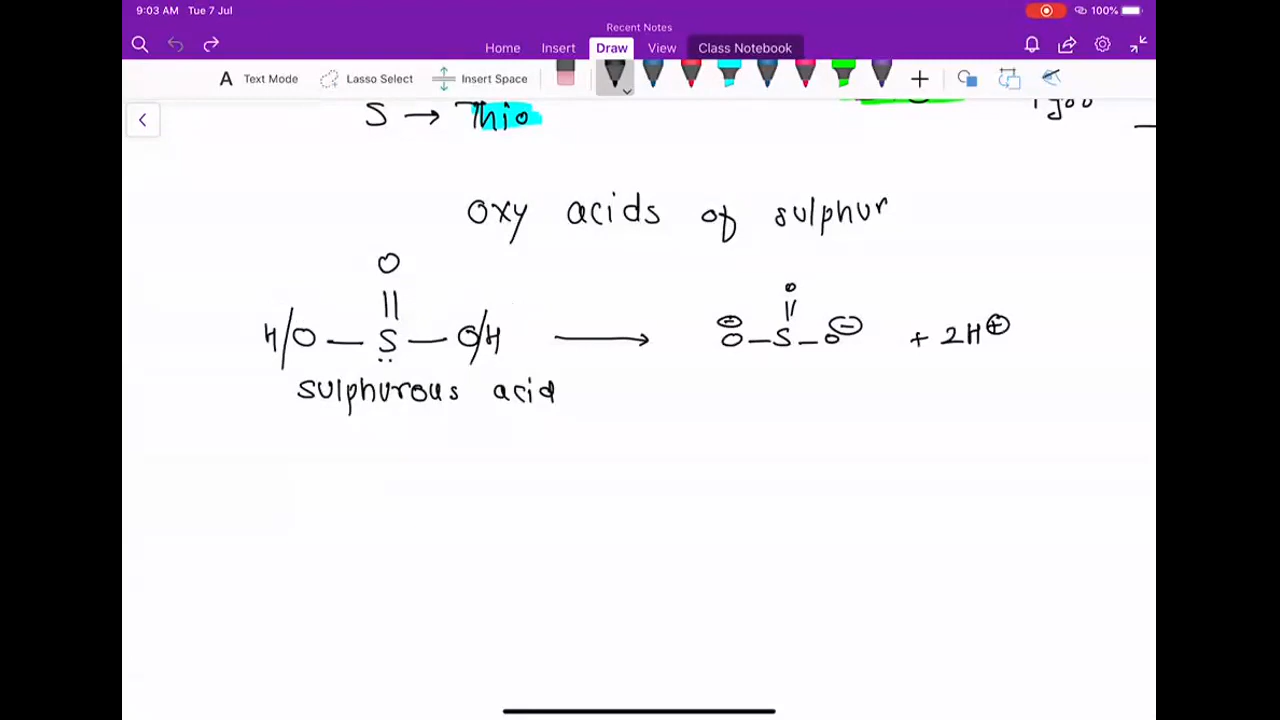 9:03 AM Tue 7 Jul
100%
Recent Notes
Home Insert Draw View Class Notebook
Text Mode Lasso Select Insert Space
S → Thio
oxy acids of sulphur
O
||
H/O — S — O/H ⟶ ⊖O — S — O⊖ + 2H⊕
O
||
sulphurous acid